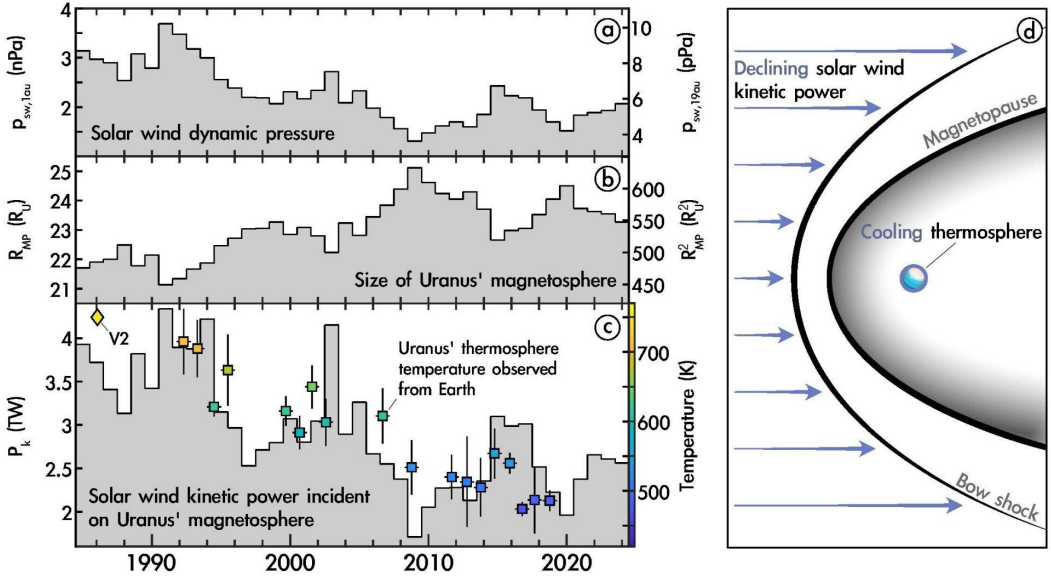 4
3
2
p_sw,1au (nPa)
Solar wind dynamic pressure
a
10
8
6
4
p_sw,19au (pPa)
25
24
23
22
21
R_MP (R_U)
Size of Uranus' magnetosphere
b
600
550
500
450
R²_MP (R²_U)
4
3.5
3
2.5
2
P_k (TW)
V2
c
Uranus' thermosphere
temperature observed
from Earth
Solar wind kinetic power incident
on Uranus' magnetosphere
700
600
500
Temperature (K)
1990 2000 2010 2020
d
Declining solar wind
kinetic power
Magnetopause
Cooling thermosphere
Bow shock